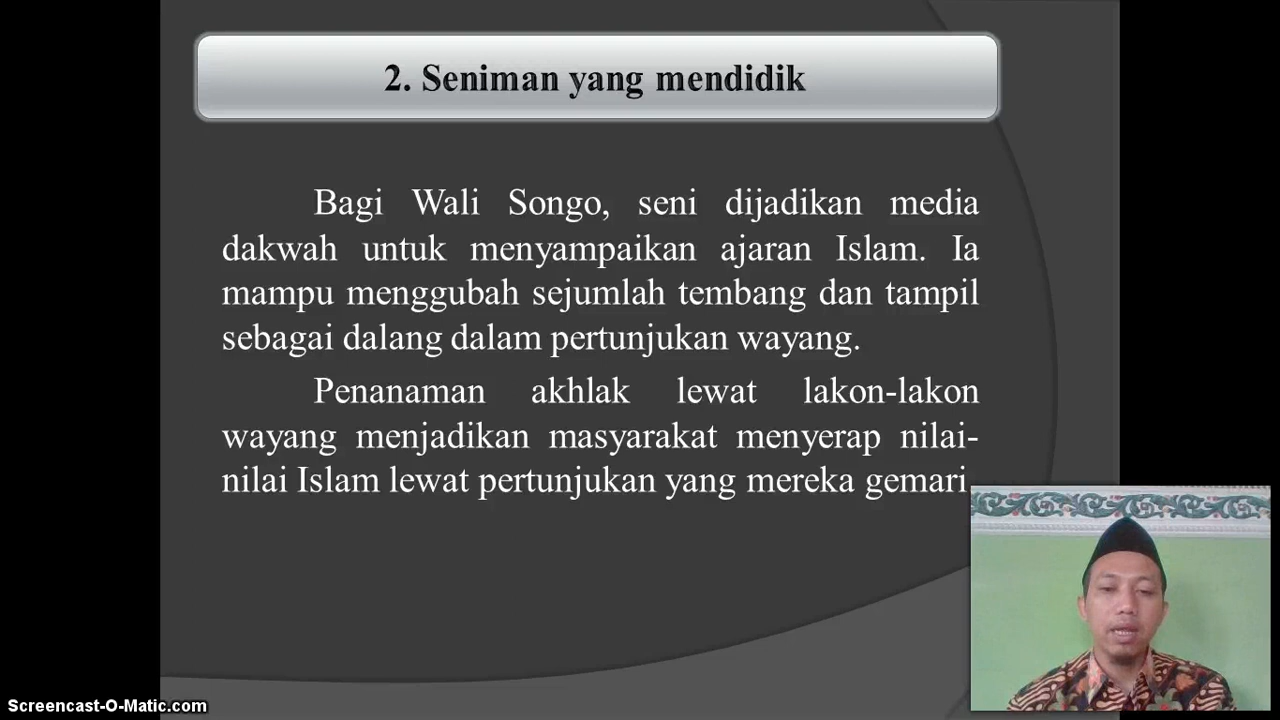 2. Seniman yang mendidik
Bagi Wali Songo, seni dijadikan media
dakwah untuk menyampaikan ajaran Islam. Ia
mampu menggubah sejumlah tembang dan tampil
sebagai dalang dalam pertunjukan wayang.
Penanaman akhlak lewat lakon-lakon
wayang menjadikan masyarakat menyerap nilai-
nilai Islam lewat pertunjukan yang mereka gemari
Screencast-O-Matic.com